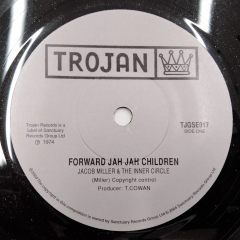 TROJAN
Trojan Records is a
label of Sanctuary
Records Group Ltd.
℗ 1974
TJGSE017
SIDE ONE
FORWARD JAH JAH CHILDREN
JACOB MILLER & THE INNER CIRCLE
(Miller) Copyright control
Producer: T.COWAN